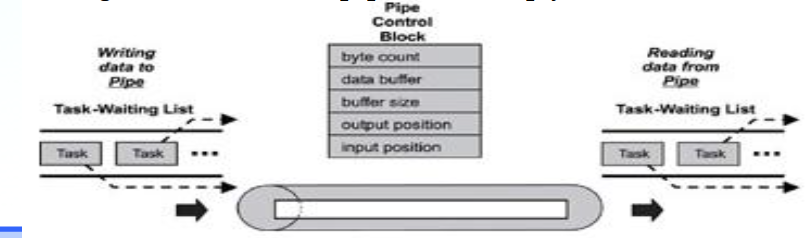 Pipe
Control
Block
Writing
data to
Pipe
Task-Waiting List
Task
Task
byte count
data buffer
buffer size
output position
input position
Reading
data from
Pipe
Task-Waiting List
Task
Task